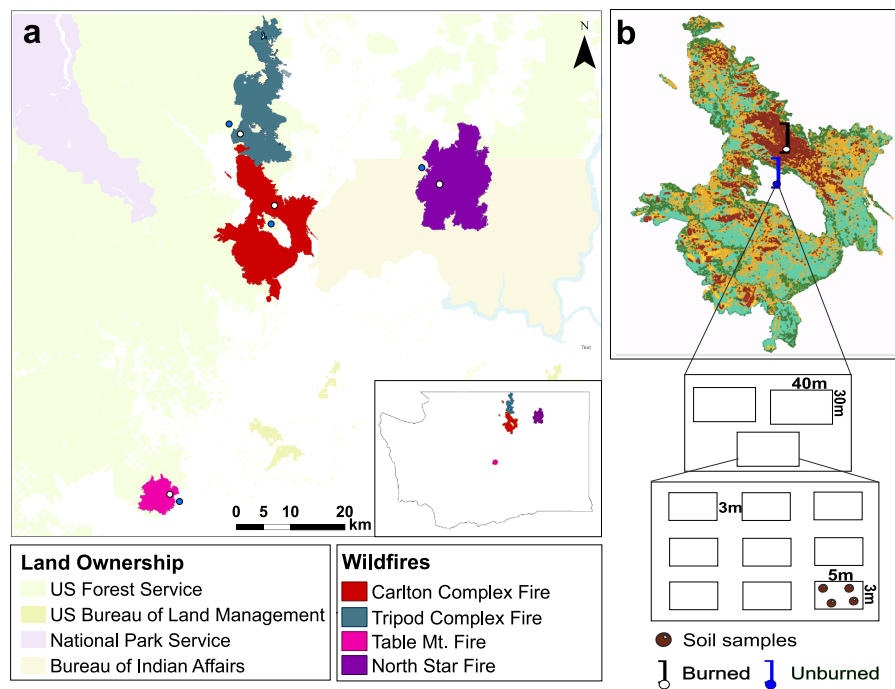 a
N
b
Text
0 5 10 20
km
Land Ownership
US Forest Service
US Bureau of Land Management
National Park Service
Bureau of Indian Affairs
Wildfires
Carlton Complex Fire
Tripod Complex Fire
Table Mt. Fire
North Star Fire
40m
30m
3m
5m
3m
Soil samples
Burned
Unburned